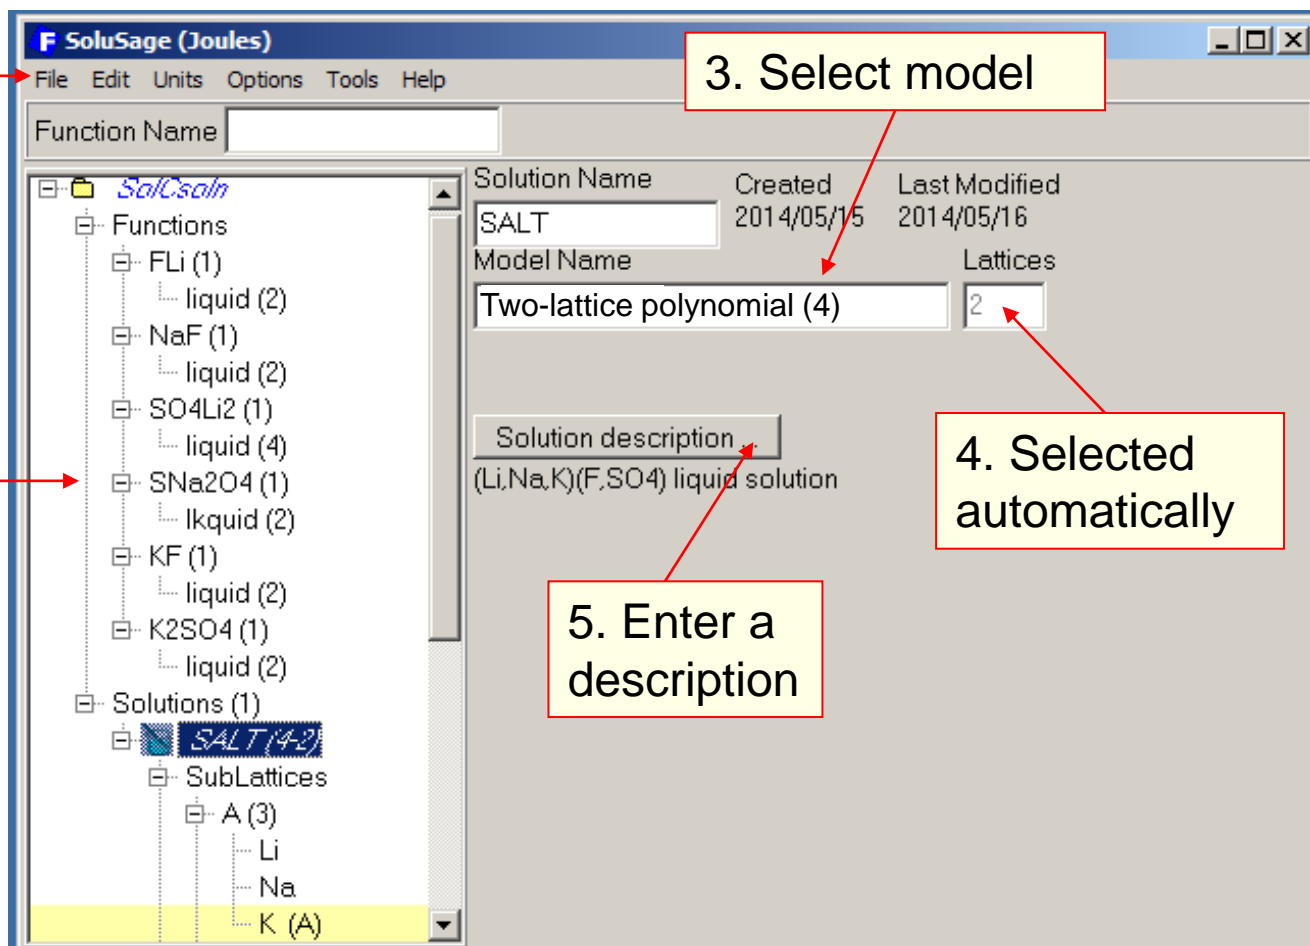 SoluSage (Joules)
File Edit Units Options Tools Help
3. Select model
Function Name
SolCsoln
Functions
FLi (1)
liquid (2)
NaF (1)
liquid (2)
SO4Li2 (1)
liquid (4)
SNa2O4 (1)
lkquid (2)
KF (1)
liquid (2)
K2SO4 (1)
liquid (2)
Solutions (1)
SALT (4-2)
SubLattices
A (3)
Li
Na
K (A)
Solution Name Created Last Modified
SALT 2014/05/15 2014/05/16
Model Name Lattices
Two-lattice polynomial (4) 2
Solution description ...
(Li,Na,K)(F,SO4) liquid solution
4. Selected
automatically
5. Enter a
description